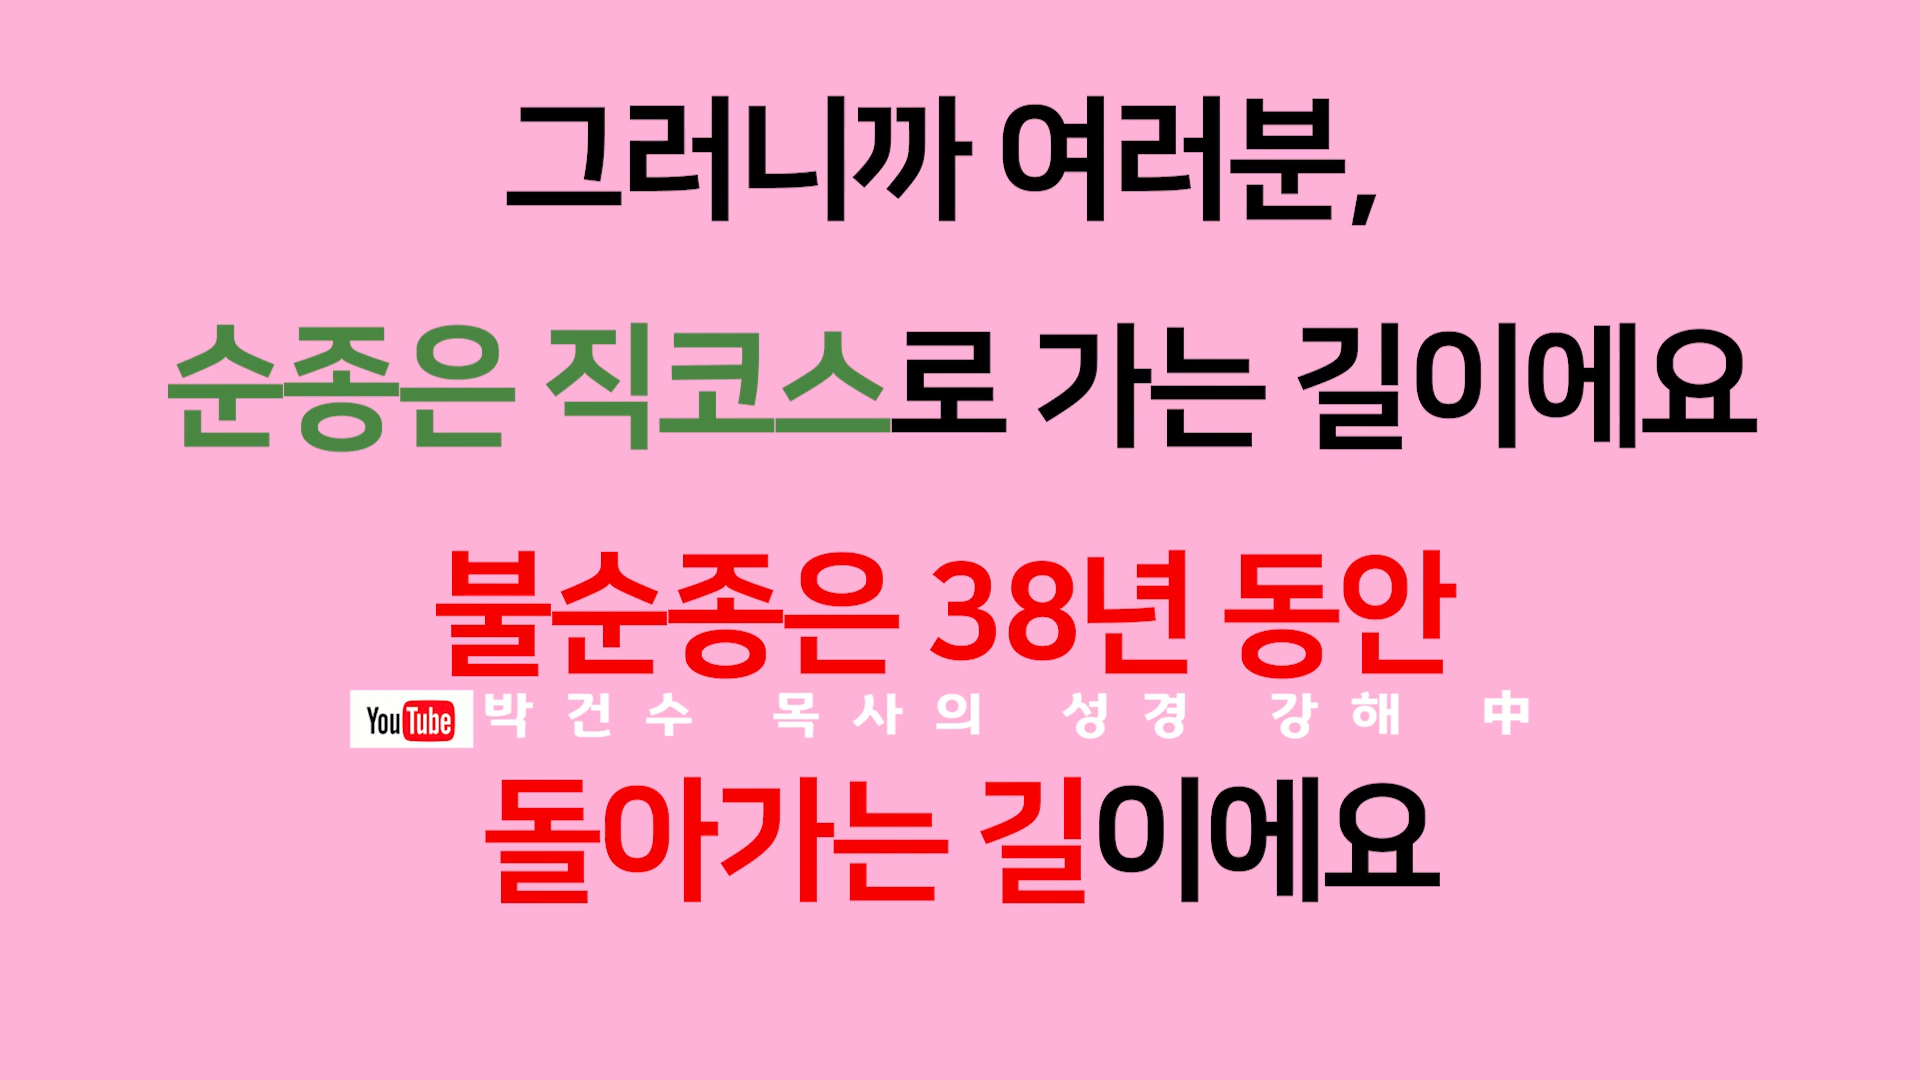 그러니까 여러분,
순종은 직코스로 가는 길이에요
불순종은 38년 동안
YouTube 박건수 목사의 성경 강해 中
돌아가는 길이에요